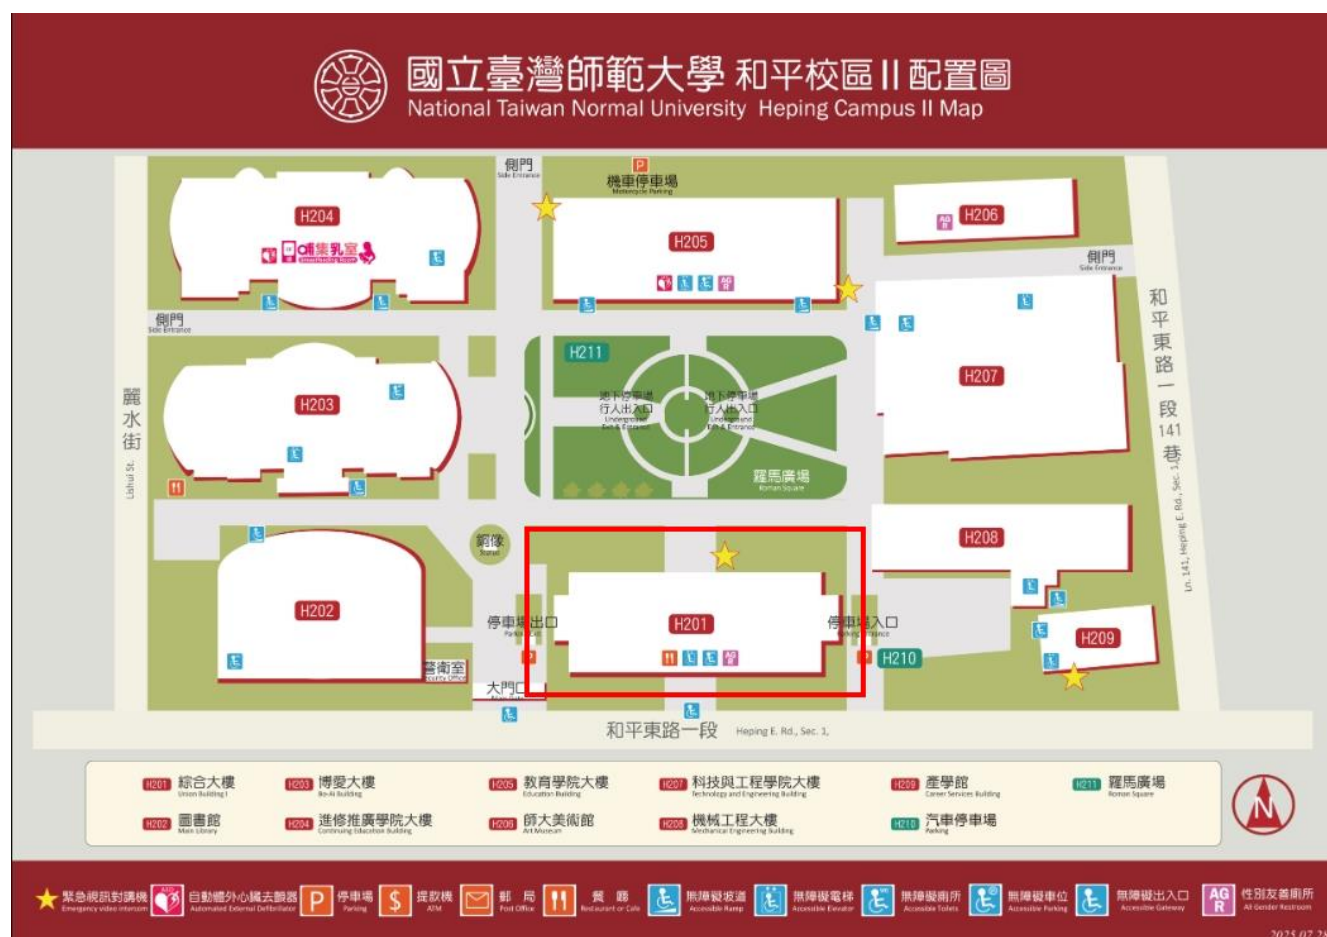 國立臺灣師範大學 和平校區 II 配置圖
National Taiwan Normal University Heping Campus II Map
側門
Side Entrance
機車停車場
Motorcycle Parking
H204
哺集乳室
Breastfeeding Room
H205
AG
R
H206
側門
Side Entrance
側門
Side Entrance
H211
H207
H203
地下停車場
行人出入口
Underground
Exit & Entrance
地下停車場
行人出入口
Underground
Exit & Entrance
羅馬廣場
Roman Square
麗水街
Lishui St.
和平東路一段141巷
Ln. 141, Heping E. Rd., Sec. 1,
銅像
Statue
H208
H202
停車場出口
Parking Exit
H201
停車場入口
Parking Entrance
H209
P
AG
R
P
H210
警衛室
Security Office
大門口
和平東路一段 Heping E. Rd., Sec. 1,
H201 綜合大樓 H203 博愛大樓 H205 教育學院大樓 H207 科技與工程學院大樓 H209 產學館 H211 羅馬廣場
Union Building I Bo-Ai Building Education Building Technology and Engineering Building Career Services Building Roman Square
H202 圖書館 H204 進修推廣學院大樓 H206 師大美術館 H208 機械工程大樓 H210 汽車停車場
Main Library Continuing Education Building Art Museum Mechanical Engineering Building Parking
N
緊急視訊對講機 AED 自動體外心臟去顫器 P 停車場 $ 提款機 郵局 餐廳 無障礙坡道 無障礙電梯 無障礙廁所 無障礙車位 無障礙出入口 AG R 性別友善廁所
Emergency video intercom Automated External Defibrillator Parking ATM Post Office Restaurant or Cafe Accessible Ramp Accessible Elevator Accessible Toilets Accessible Parking Accessible Gateway All Gender Restroom
2025.07.28